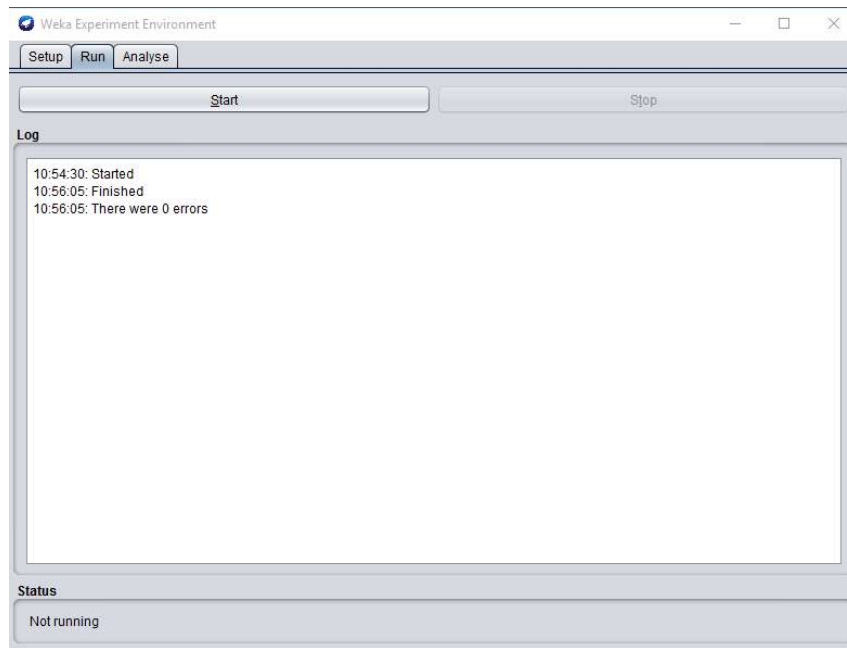 Weka Experiment Environment
Setup Run Analyse
Start Stop
Log
10:54:30: Started
10:56:05: Finished
10:56:05: There were 0 errors
Status
Not running